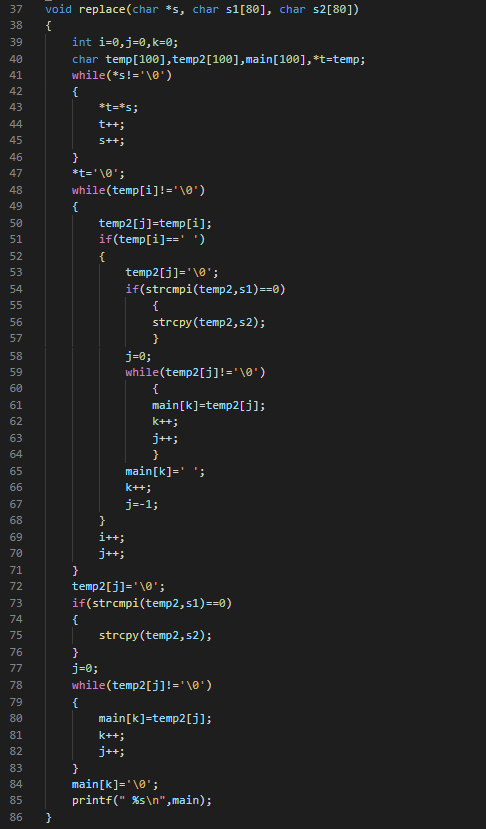 37 void replace(char *s, char s1[80], char s2[80])
38 {
39     int i=0,j=0,k=0;
40     char temp[100],temp2[100],main[100],*t=temp;
41     while(*s!='\0')
42     {
43         *t=*s;
44         t++;
45         s++;
46     }
47     *t='\0';
48     while(temp[i]!='\0')
49     {
50         temp2[j]=temp[i];
51         if(temp[i]==' ')
52         {
53             temp2[j]='\0';
54             if(strcmpi(temp2,s1)==0)
55                 {
56                 strcpy(temp2,s2);
57                 }
58             j=0;
59             while(temp2[j]!='\0')
60                 {
61                 main[k]=temp2[j];
62                 k++;
63                 j++;
64                 }
65             main[k]=' ';
66             k++;
67             j=-1;
68         }
69         i++;
70         j++;
71     }
72     temp2[j]='\0';
73     if(strcmpi(temp2,s1)==0)
74     {
75         strcpy(temp2,s2);
76     }
77     j=0;
78     while(temp2[j]!='\0')
79     {
80         main[k]=temp2[j];
81         k++;
82         j++;
83     }
84     main[k]='\0';
85     printf(" %s\n",main);
86 }